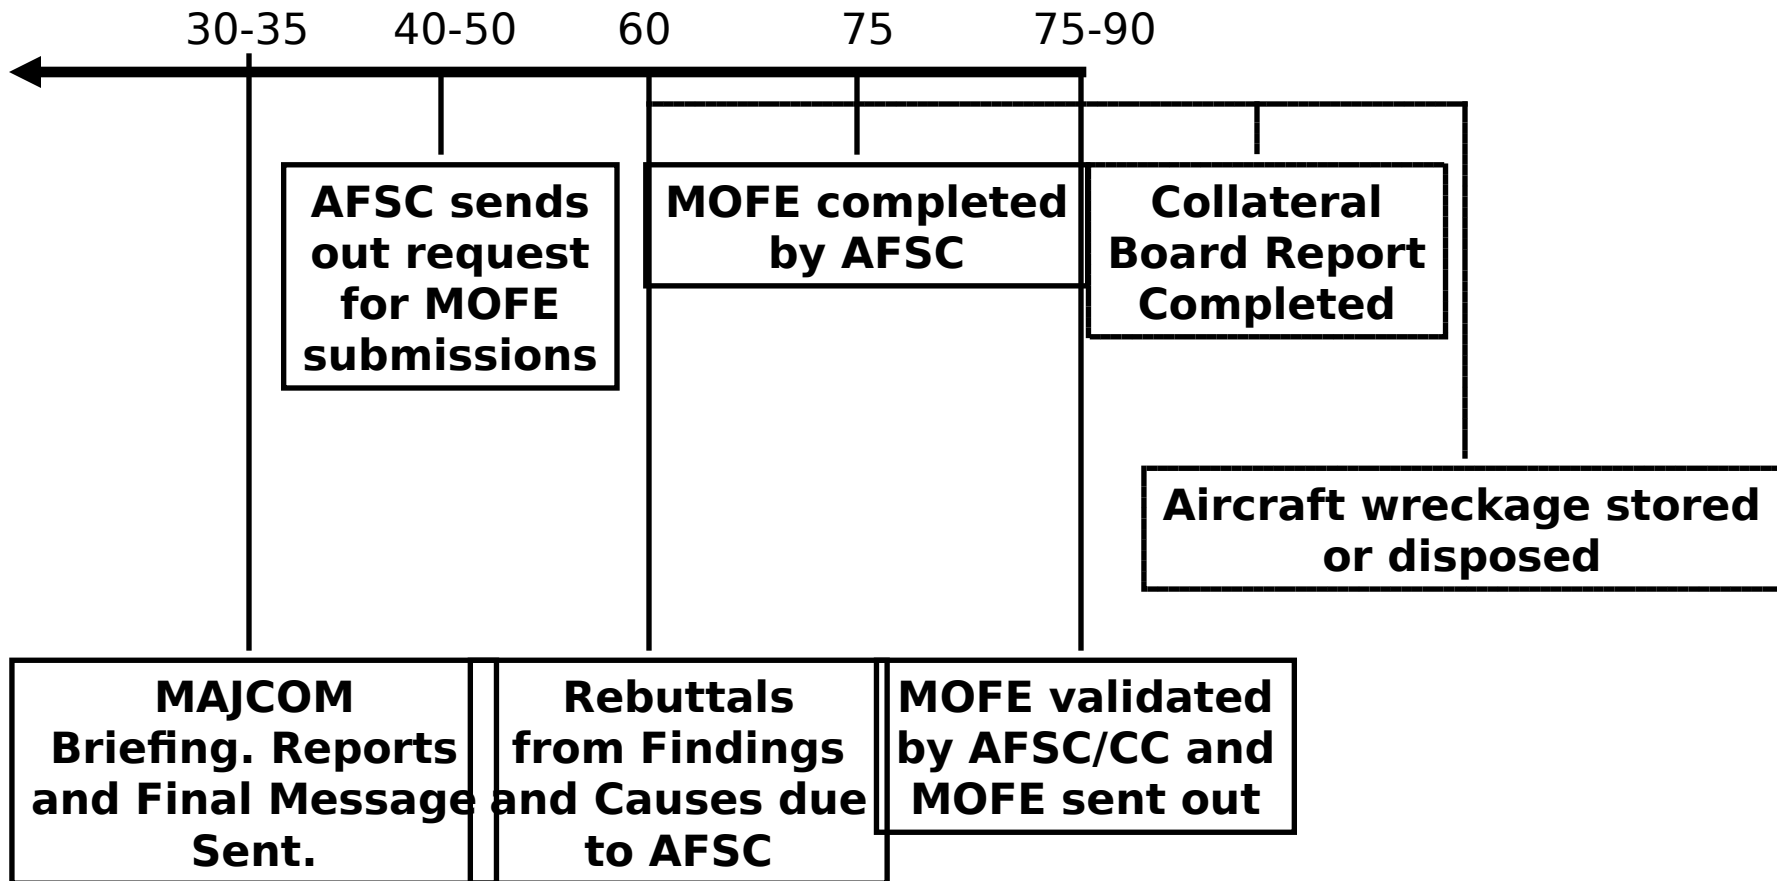 30-35 40-50 60 75 75-90
AFSC sends
out request
for MOFE
submissions
MOFE completed
by AFSC
Collateral
Board Report
Completed
Aircraft wreckage stored
or disposed
MAJCOM
Briefing. Reports
and Final Message
Sent.
Rebuttals
from Findings
and Causes due
to AFSC
MOFE validated
by AFSC/CC and
MOFE sent out